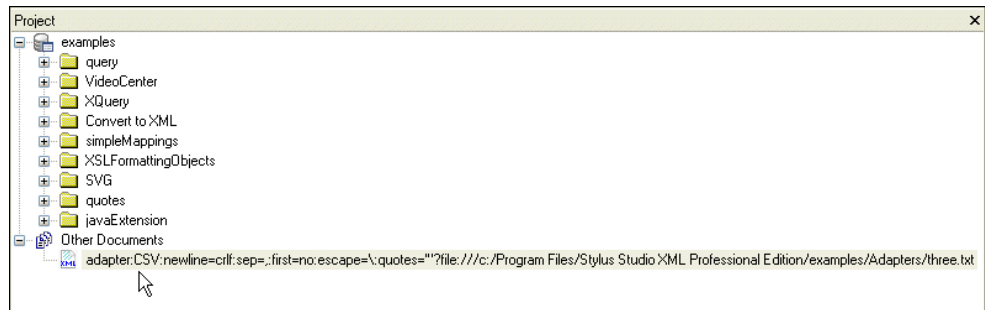 Project
examples
query
VideoCenter
XQuery
Convert to XML
simpleMappings
XSLFormattingObjects
SVG
quotes
javaExtension
Other Documents
XML adapter:CSV:newline=crlf:sep=,:first=no:escape=\:quotes="'?file:///c:/Program Files/Stylus Studio XML Professional Edition/examples/Adapters/three.txt